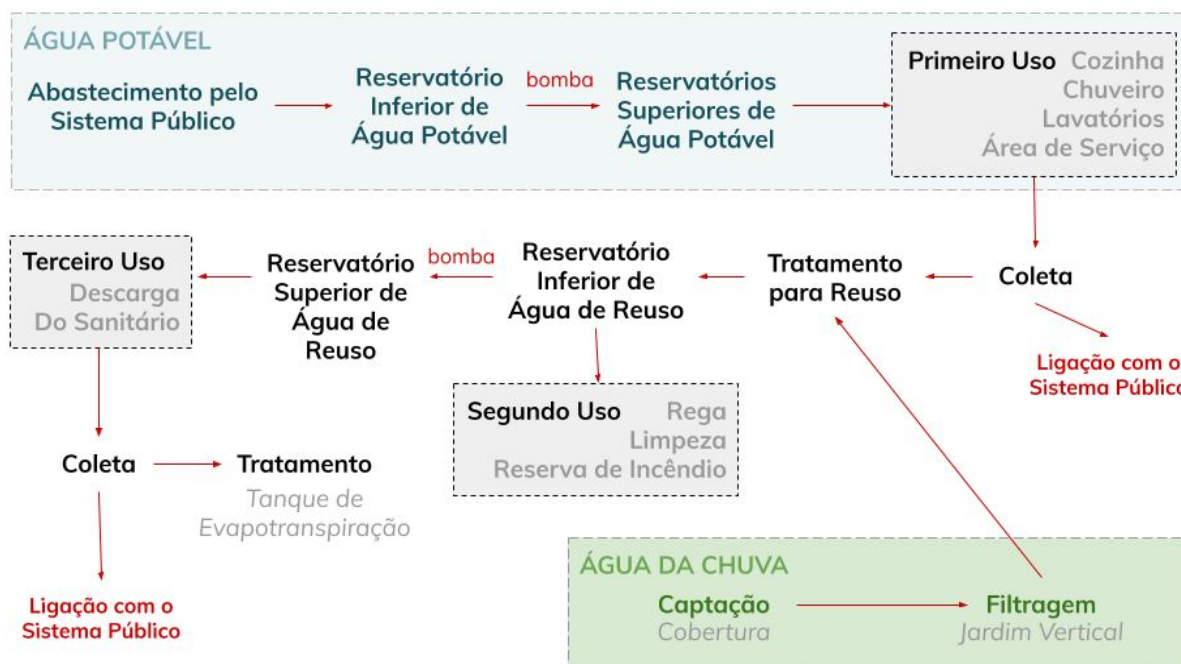 ÁGUA POTÁVEL
Abastecimento pelo
Sistema Público
Reservatório
Inferior de
Água Potável
bomba
Reservatórios
Superiores de
Água Potável
Primeiro Uso Cozinha
Chuveiro
Lavatórios
Área de Serviço
Terceiro Uso
Descarga
Do Sanitário
Reservatório
Superior de
Água de
Reuso
bomba
Reservatório
Inferior de
Água de Reuso
Tratamento
para Reuso
Coleta
Ligação com o
Sistema Público
Segundo Uso Rega
Limpeza
Reserva de Incêndio
Coleta
Tratamento
Tanque de
Evapotranspiração
Ligação com o
Sistema Público
ÁGUA DA CHUVA
Captação
Cobertura
Filtragem
Jardim Vertical